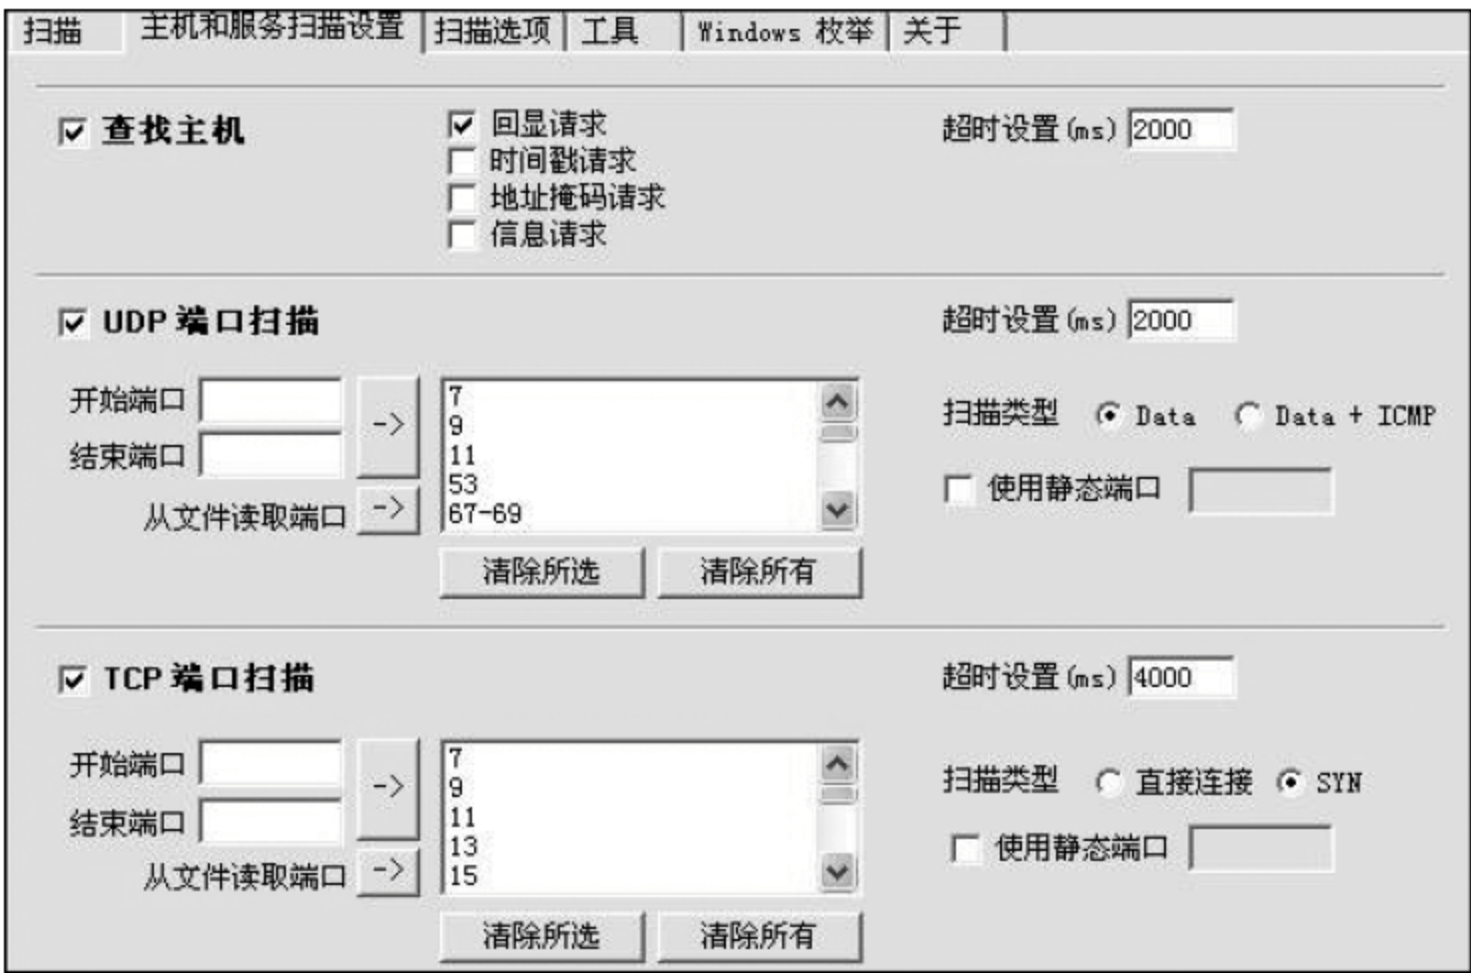 扫描 主机和服务扫描设置 扫描选项 工具 Windows 枚举 关于
查找主机 回显请求 超时设置(ms) 2000
时间戳请求
地址掩码请求
信息请求
UDP 端口扫描 超时设置(ms) 2000
开始端口 -> 7 扫描类型 Data Data + ICMP
9
结束端口 11
53 使用静态端口
从文件读取端口 -> 67-69
清除所选 清除所有
TCP 端口扫描 超时设置(ms) 4000
开始端口 -> 7 扫描类型 直接连接 SYN
9
结束端口 11
13 使用静态端口
从文件读取端口 -> 15
清除所选 清除所有